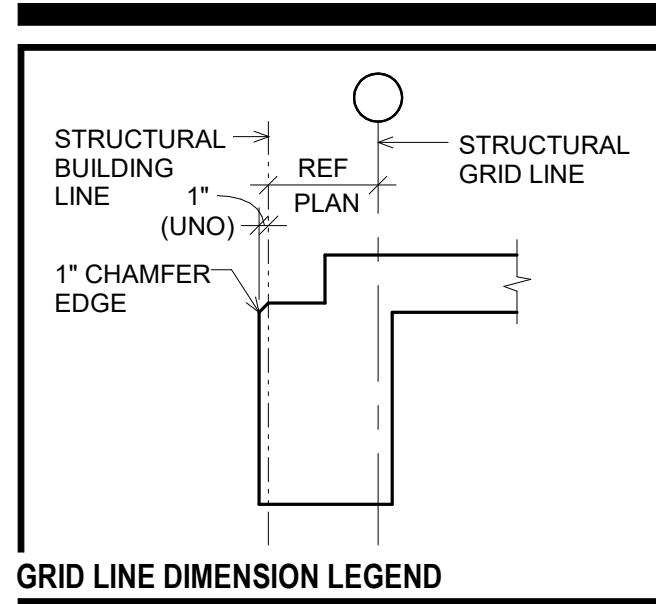 STRUCTURAL
BUILDING
LINE
REF
PLAN
STRUCTURAL
GRID LINE
1"
(UNO)
1" CHAMFER
EDGE
GRID LINE DIMENSION LEGEND